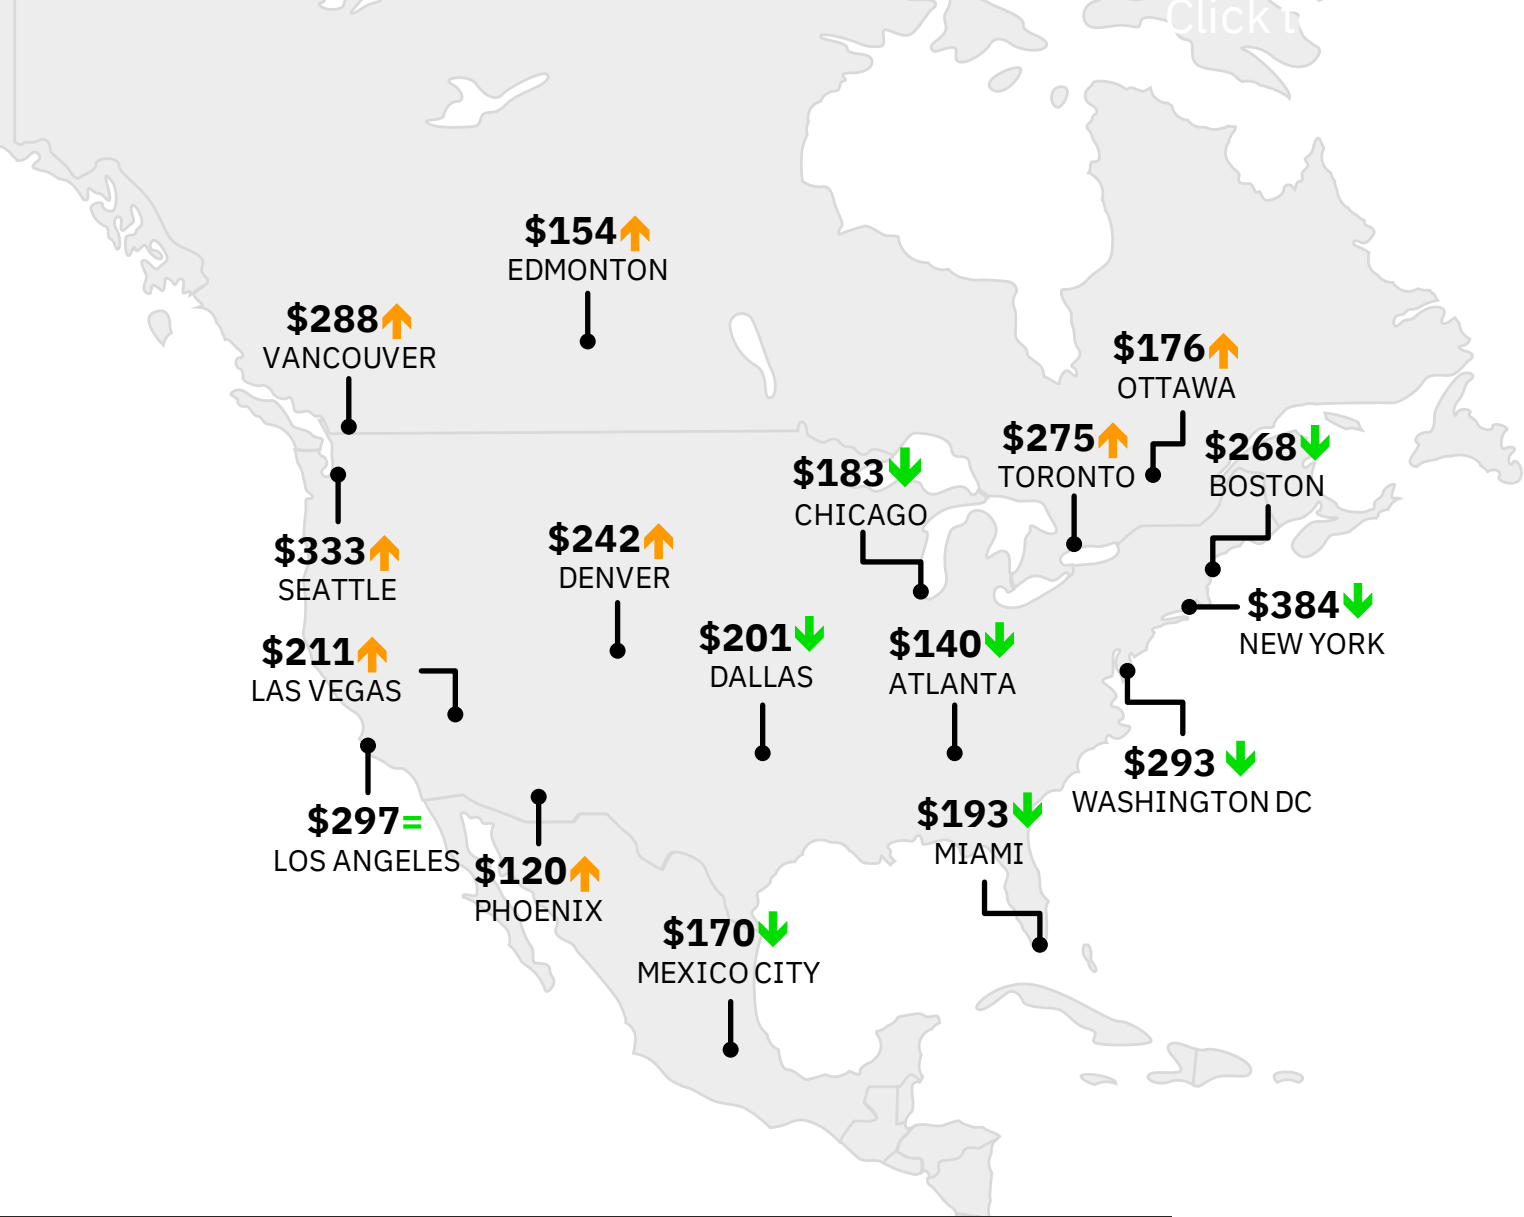 Click t
$154
EDMONTON
$288
VANCOUVER
$176
OTTAWA
$275
TORONTO
$268
BOSTON
$183
CHICAGO
$333
SEATTLE
$242
DENVER
$384
NEW YORK
$211
LAS VEGAS
$201
DALLAS
$140
ATLANTA
$293
WASHINGTON DC
$297=
LOS ANGELES
$193
MIAMI
$120
PHOENIX
$170
MEXICO CITY